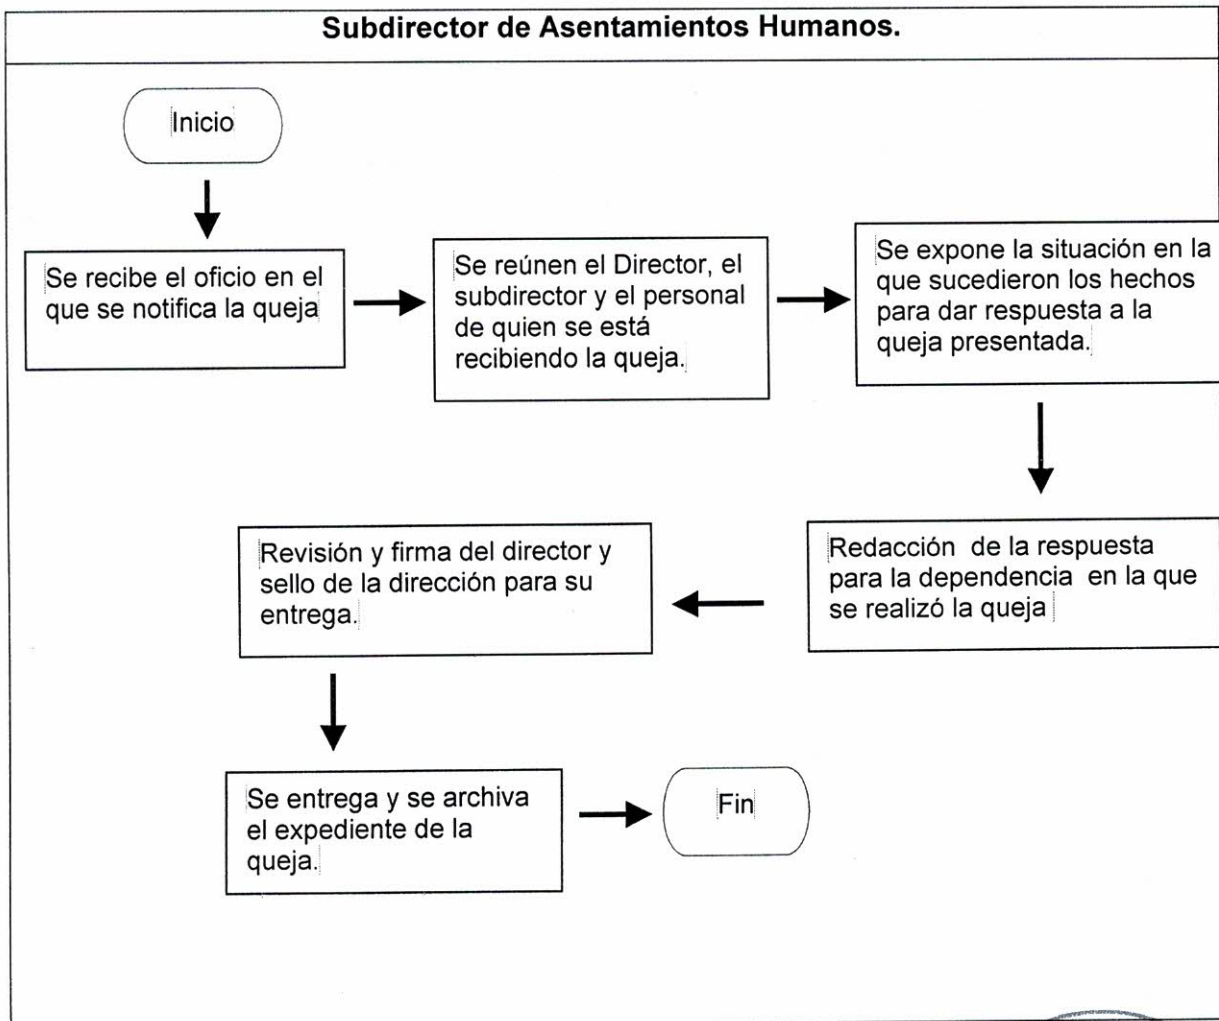 Subdirector de Asentamientos Humanos.
Inicio
Se recibe el oficio en el
que se notifica la queja
Se reúnen el Director, el
subdirector y el personal
de quien se está
recibiendo la queja.
Se expone la situación en la
que sucedieron los hechos
para dar respuesta a la
queja presentada.
Redacción de la respuesta
para la dependencia en la que
se realizó la queja
Revisión y firma del director y
sello de la dirección para su
entrega.
Se entrega y se archiva
el expediente de la
queja.
Fin